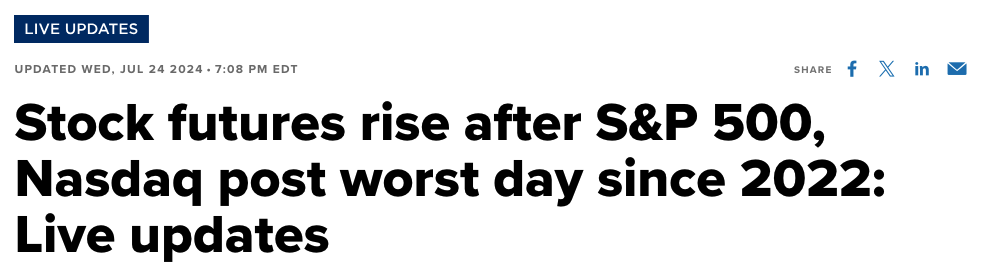 LIVE UPDATES
UPDATED WED, JUL 24 2024 • 7:08 PM EDT
SHARE
Stock futures rise after S&P 500,
Nasdaq post worst day since 2022:
Live updates